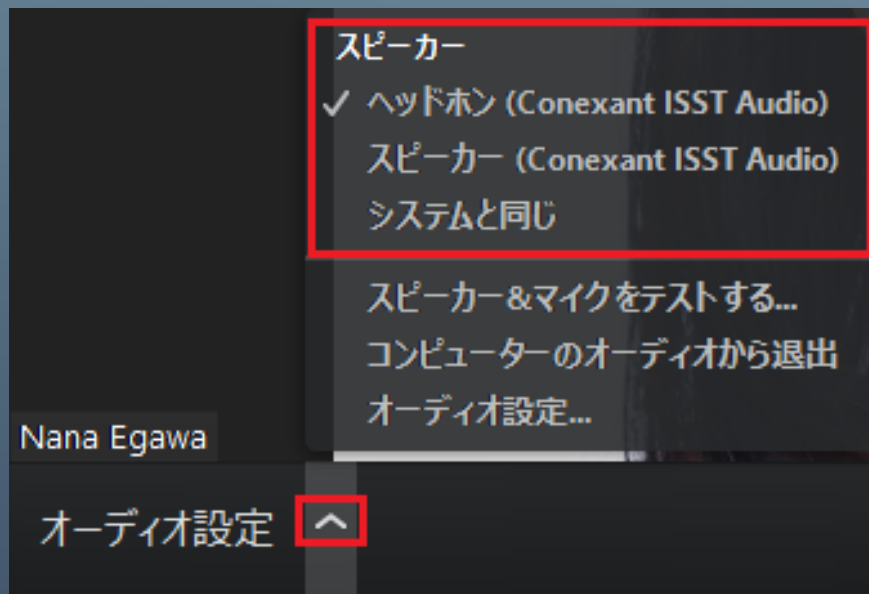 スピーカー
ヘッドホン (Conexant ISST Audio)
スピーカー (Conexant ISST Audio)
システムと同じ
スピーカー&マイクをテストする...
コンピューターのオーディオから退出
オーディオ設定...
Nana Egawa
オーディオ設定